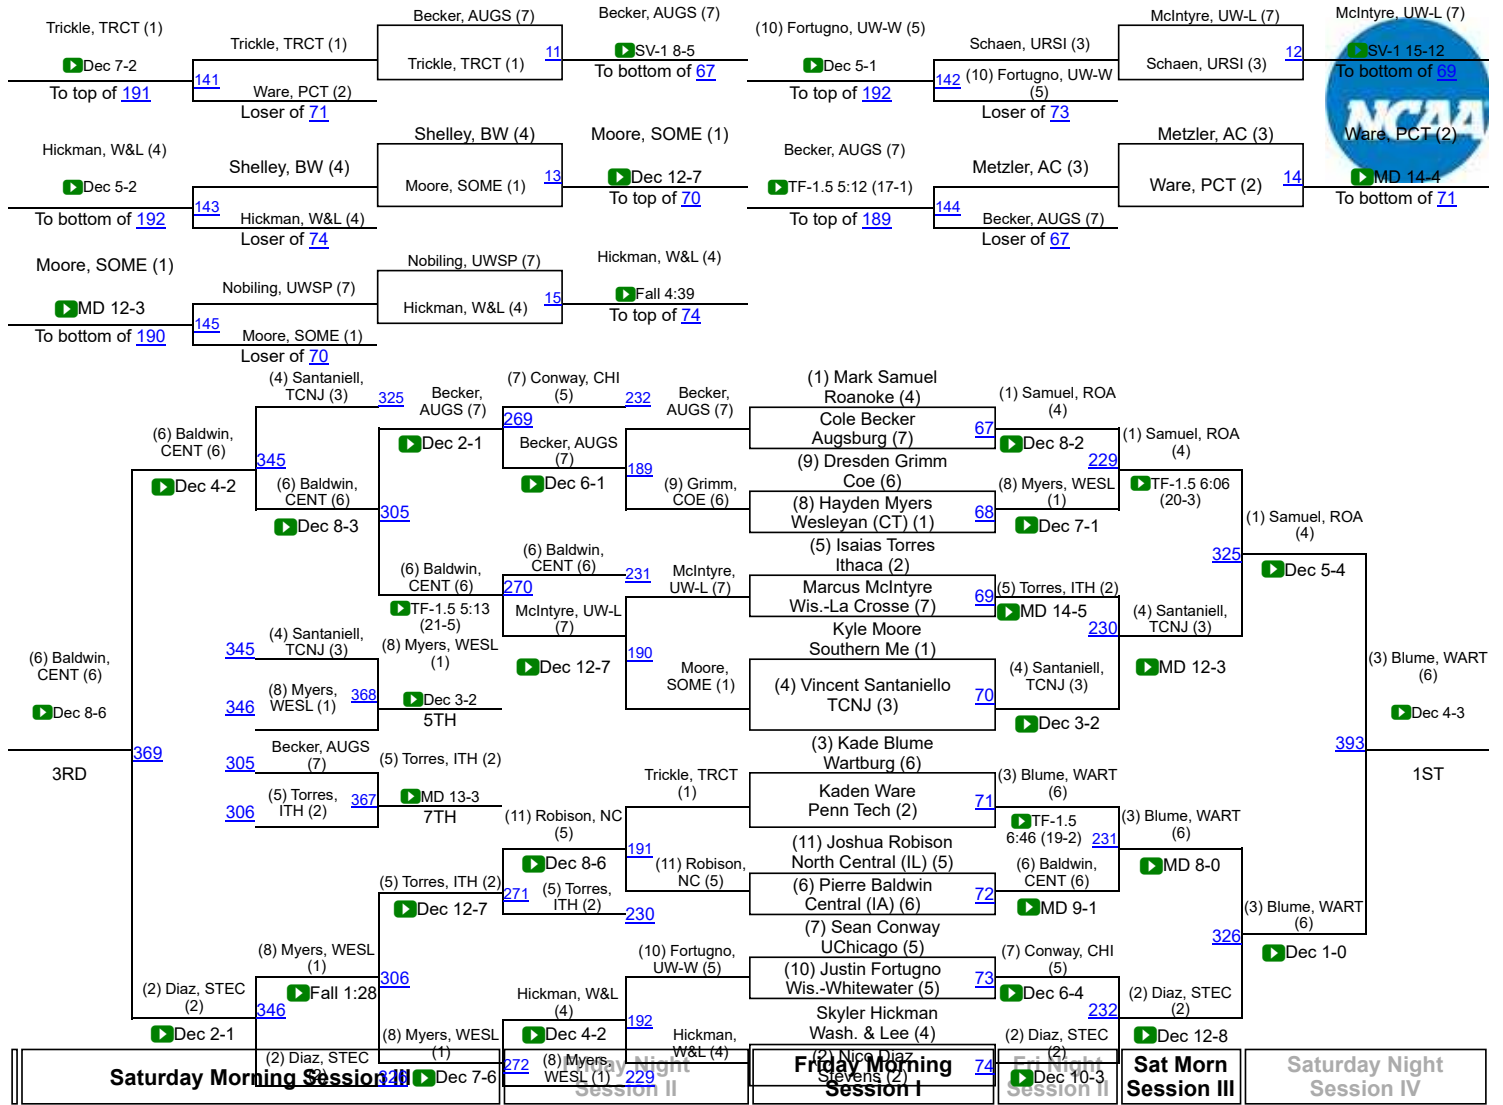 Trickle, TRCT (1)
Dec 7-2
To top of 191
Trickle, TRCT (1)
141
Ware, PCT (2)
Loser of 71
Becker, AUGS (7)
Trickle, TRCT (1)
11
Becker, AUGS (7)
SV-1 8-5
To bottom of 67
(10) Fortugno, UW-W (5)
Dec 5-1
To top of 192
Schaen, URSI (3)
142
(10) Fortugno, UW-W
(5)
Loser of 73
McIntyre, UW-L (7)
Schaen, URSI (3)
12
McIntyre, UW-L (7)
SV-1 15-12
To bottom of 69
NCAA
Hickman, W&L (4)
Dec 5-2
To bottom of 192
Shelley, BW (4)
143
Hickman, W&L (4)
Loser of 74
Shelley, BW (4)
Moore, SOME (1)
13
Moore, SOME (1)
Dec 12-7
To top of 70
Becker, AUGS (7)
TF-1.5 5:12 (17-1)
To top of 189
Metzler, AC (3)
144
Becker, AUGS (7)
Loser of 67
Metzler, AC (3)
Ware, PCT (2)
14
Ware, PCT (2)
MD 14-4
To bottom of 71
Moore, SOME (1)
MD 12-3
To bottom of 190
Nobiling, UWSP (7)
145
Moore, SOME (1)
Loser of 70
Nobiling, UWSP (7)
Hickman, W&L (4)
15
Hickman, W&L (4)
Fall 4:39
To top of 74
(6) Baldwin,
CENT (6)
Dec 8-6
3RD
369
(6) Baldwin,
CENT (6)
Dec 4-2
(2) Diaz, STEC
(2)
Dec 2-1
(4) Santaniell,
TCNJ (3)
325
345
(6) Baldwin,
CENT (6)
Dec 8-3
305
Becker,
AUGS (7)
Dec 2-1
(6) Baldwin,
CENT (6)
TF-1.5 5:13
(21-5)
(7) Conway, CHI
(5)
232
269
Becker, AUGS
(7)
Dec 6-1
(6) Baldwin,
CENT (6)
231
270
McIntyre, UW-L
(7)
Dec 12-7
Becker,
AUGS (7)
189
(9) Grimm,
COE (6)
McIntyre,
UW-L (7)
190
Moore,
SOME (1)
345
(4) Santaniell,
TCNJ (3)
346
(8) Myers,
WESL (1)
368
(8) Myers, WESL
(1)
Dec 3-2
5TH
305
Becker, AUGS
(7)
306
(5) Torres,
ITH (2)
367
(5) Torres, ITH (2)
MD 13-3
7TH
(11) Robison, NC
(5)
Dec 8-6
271
(5) Torres,
ITH (2)
230
(5) Torres, ITH (2)
Dec 12-7
306
(8) Myers, WESL
(1)
Fall 1:28
346
(2) Diaz, STEC
(2)
326
(8) Myers, WESL
(1)
Dec 7-6
Hickman, W&L
(4)
Dec 4-2
272
(8) Myers,
WESL (1)
229
Trickle, TRCT
(1)
191
(11) Robison,
NC (5)
(10) Fortugno,
UW-W (5)
192
Hickman,
W&L (4)
(1) Mark Samuel
Roanoke (4)
Cole Becker
Augsburg (7)
67
(9) Dresden Grimm
Coe (6)
(8) Hayden Myers
Wesleyan (CT) (1)
68
(5) Isaias Torres
Ithaca (2)
Marcus McIntyre
Wis.-La Crosse (7)
69
Kyle Moore
Southern Me (1)
(4) Vincent Santaniello
TCNJ (3)
70
(3) Kade Blume
Wartburg (6)
Kaden Ware
Penn Tech (2)
71
(11) Joshua Robison
North Central (IL) (5)
(6) Pierre Baldwin
Central (IA) (6)
72
(7) Sean Conway
UChicago (5)
(10) Justin Fortugno
Wis.-Whitewater (5)
73
Skyler Hickman
Wash. & Lee (4)
(2) Nico Diaz
Stevens (2)
74
(1) Samuel, ROA
(4)
Dec 8-2
229
(8) Myers, WESL
(1)
Dec 7-1
(5) Torres, ITH (2)
MD 14-5
230
(4) Santaniell,
TCNJ (3)
Dec 3-2
(3) Blume, WART
(6)
TF-1.5
6:46 (19-2)
231
(6) Baldwin,
CENT (6)
MD 9-1
(7) Conway, CHI
(5)
Dec 6-4
232
(2) Diaz, STEC
(2)
Dec 10-3
(1) Samuel, ROA
(4)
TF-1.5 6:06
(20-3)
325
(4) Santaniell,
TCNJ (3)
MD 12-3
(3) Blume, WART
(6)
MD 8-0
326
(2) Diaz, STEC
(2)
Dec 12-8
(1) Samuel, ROA
(4)
Dec 5-4
393
(3) Blume, WART
(6)
Dec 1-0
(3) Blume, WART
(6)
Dec 4-3
1ST
Saturday Morning Session III
Friday Night
Session II
Friday Morning
Session I
Fri Night
Session II
Sat Morn
Session III
Saturday Night
Session IV